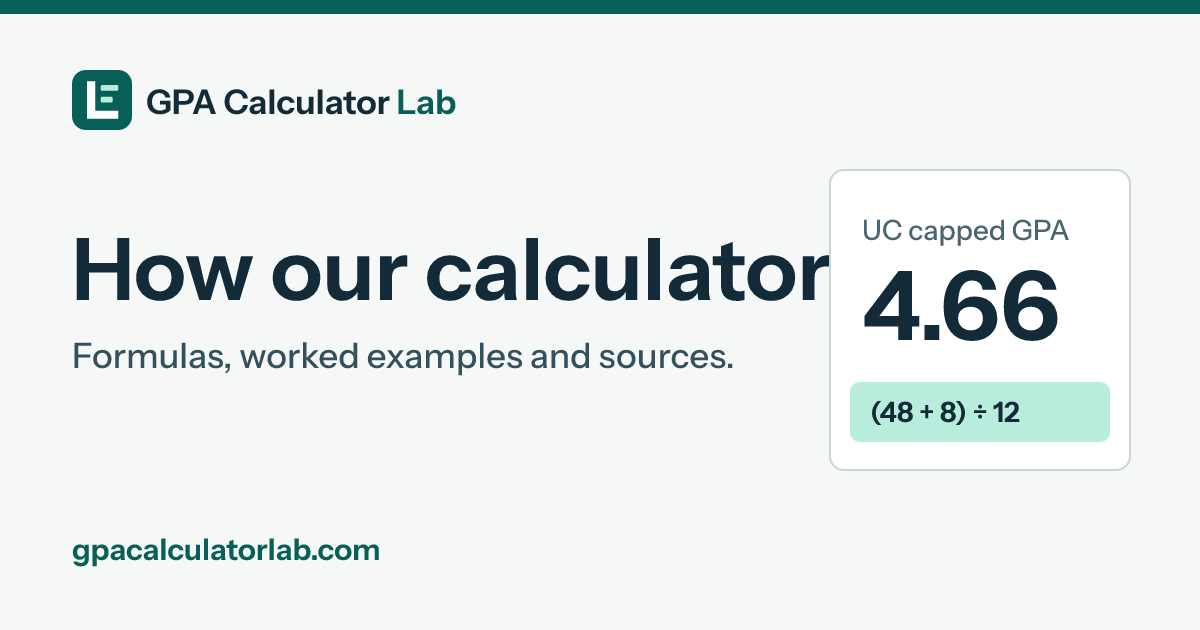 GPA Calculator Lab
How our calculator
Formulas, worked examples and sources.
UC capped GPA
4.66
(48 + 8) ÷ 12
gpacalculatorlab.com